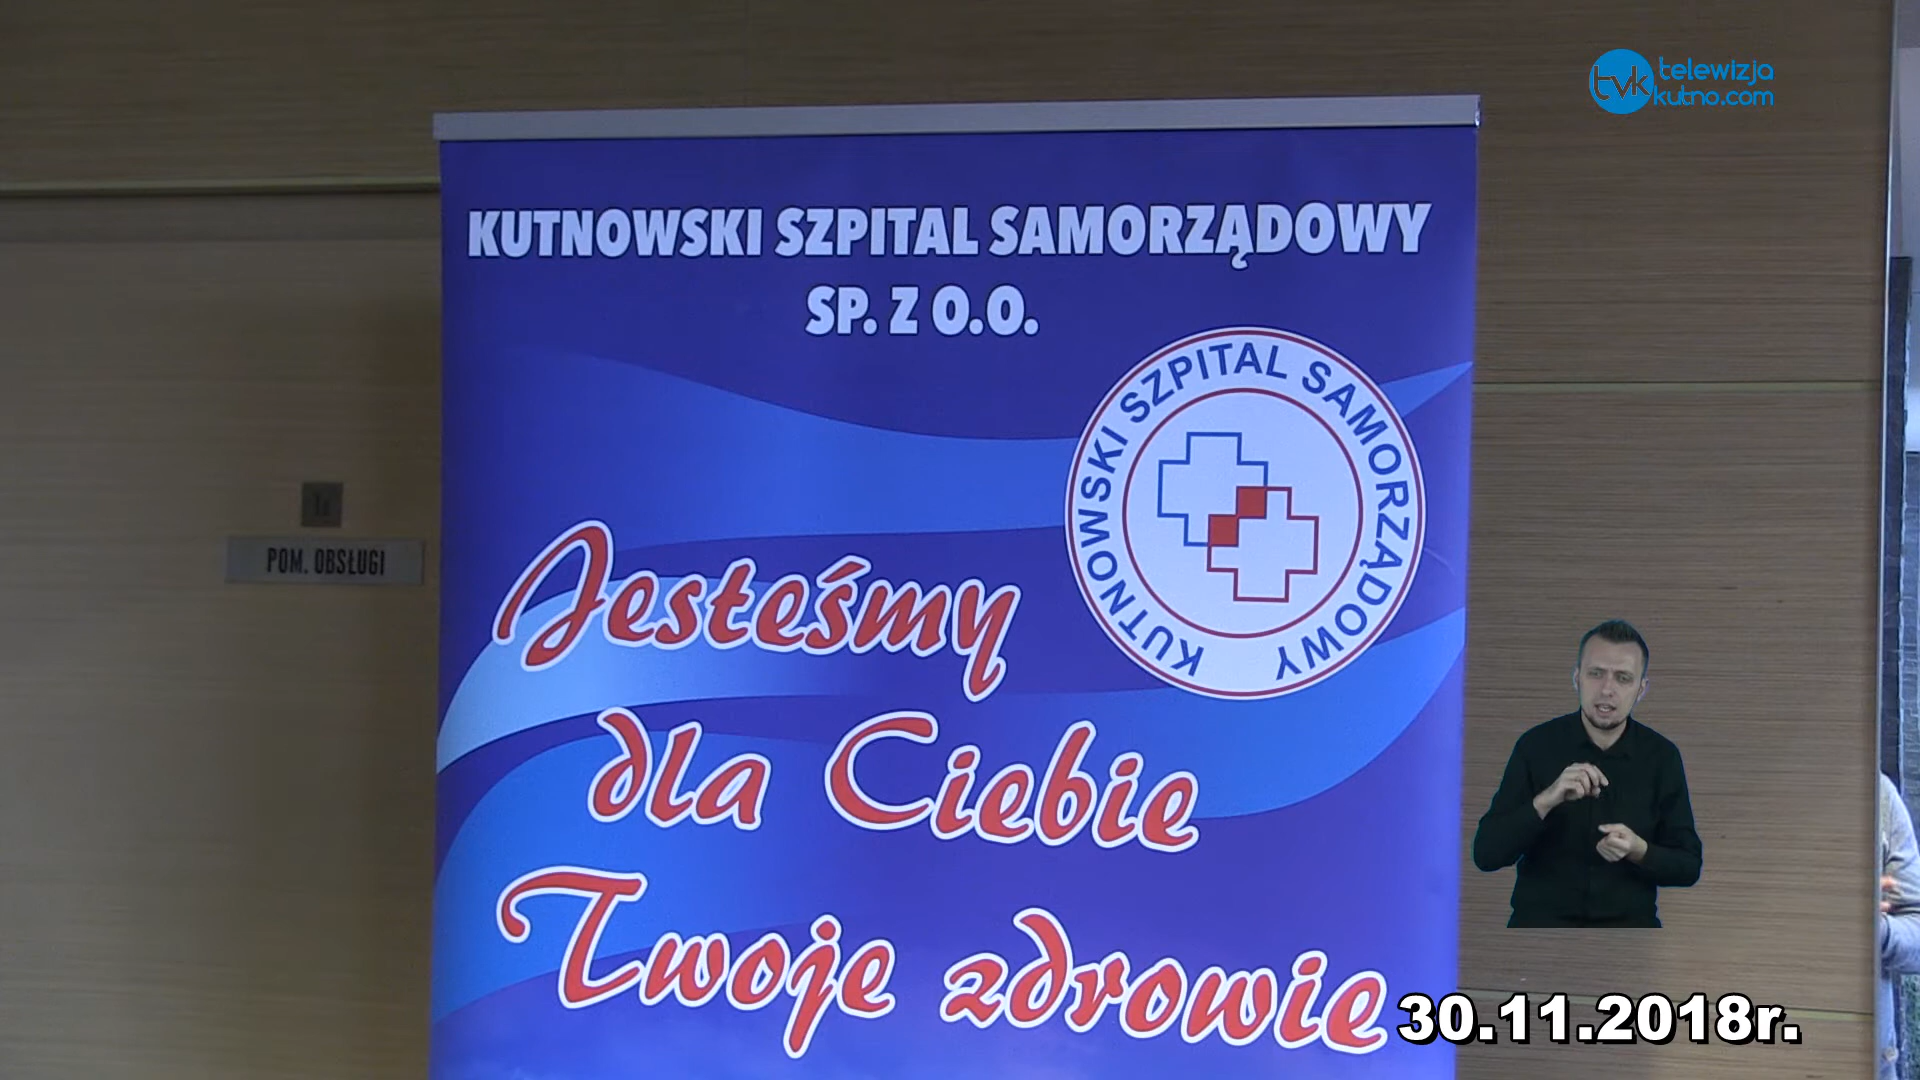 tvk telewizja
kutno.com
KUTNOWSKI SZPITAL SAMORZĄDOWY
SP. Z O.O.
KUTNOWSKI SZPITAL SAMORZĄDOWY
POM. OBSŁUGI
Jesteśmy
dla Ciebie
Twoje zdrowie
30.11.2018r.